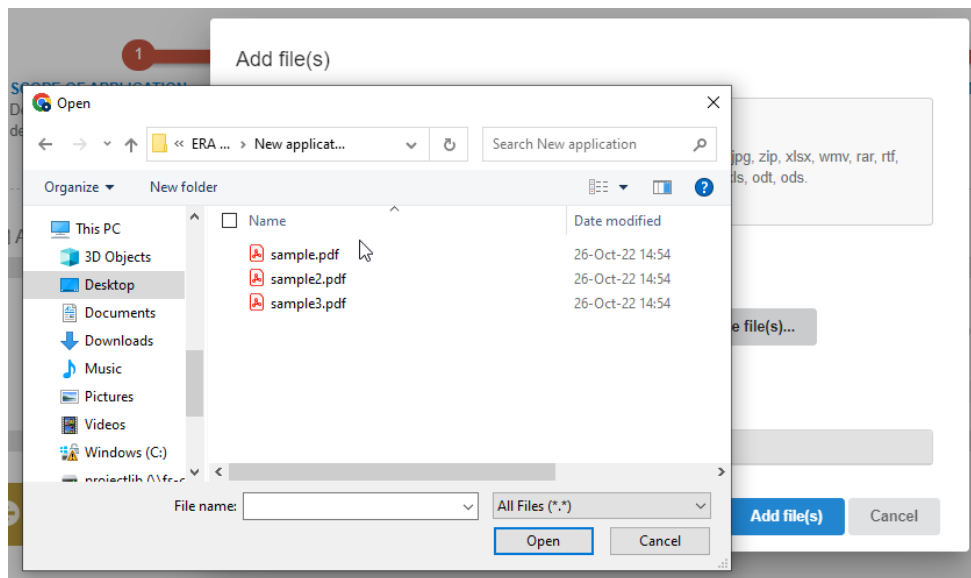 1
Add file(s)
SCOPE OF APPLICATION
Open
« ERA ... › New applicat...
Search New application
jpg, zip, xlsx, wmv, rar, rtf,
odt, ods.
Organize
New folder
?
This PC
3D Objects
Desktop
Documents
Downloads
Music
Pictures
Videos
Windows (C:)
Name
Date modified
sample.pdf
26-Oct-22 14:54
sample2.pdf
26-Oct-22 14:54
sample3.pdf
26-Oct-22 14:54
file(s)...
File name:
All Files (*.*)
Open
Cancel
Add file(s)
Cancel